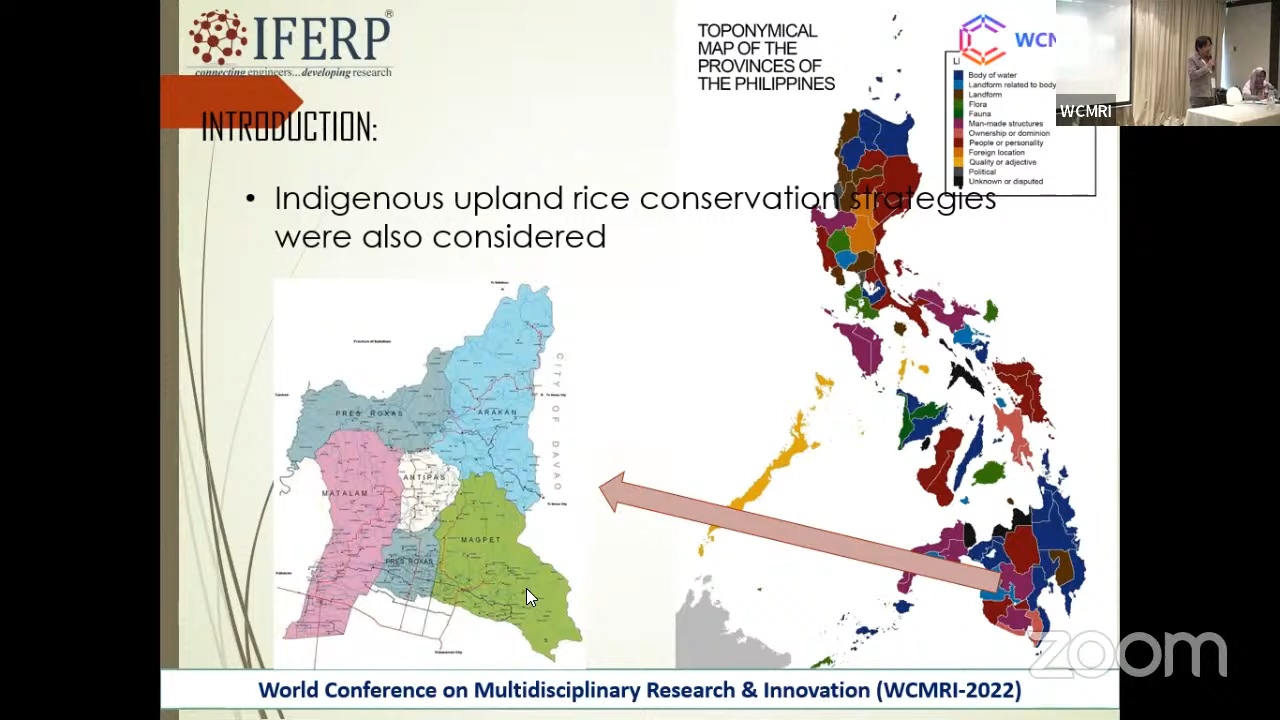 IFERP®
connecting engineers...developing research
INTRODUCTION:
• Indigenous upland rice conservation strategies
were also considered
TOPONYMICAL
MAP OF THE
PROVINCES OF
THE PHILIPPINES
WCM
Body of water
Landform related to body
Landform
Flora
Fauna
Man-made structures
Ownership or dominion
People or personality
Foreign location
Quality or adjective
Political
Unknown or disputed
WCMRI
PRES ROXAS
ARAKAN
CITY OF DAVAO
ANTIPAS
MATALAM
MAGPET
PRES ROXAS
zoom
World Conference on Multidisciplinary Research & Innovation (WCMRI-2022)